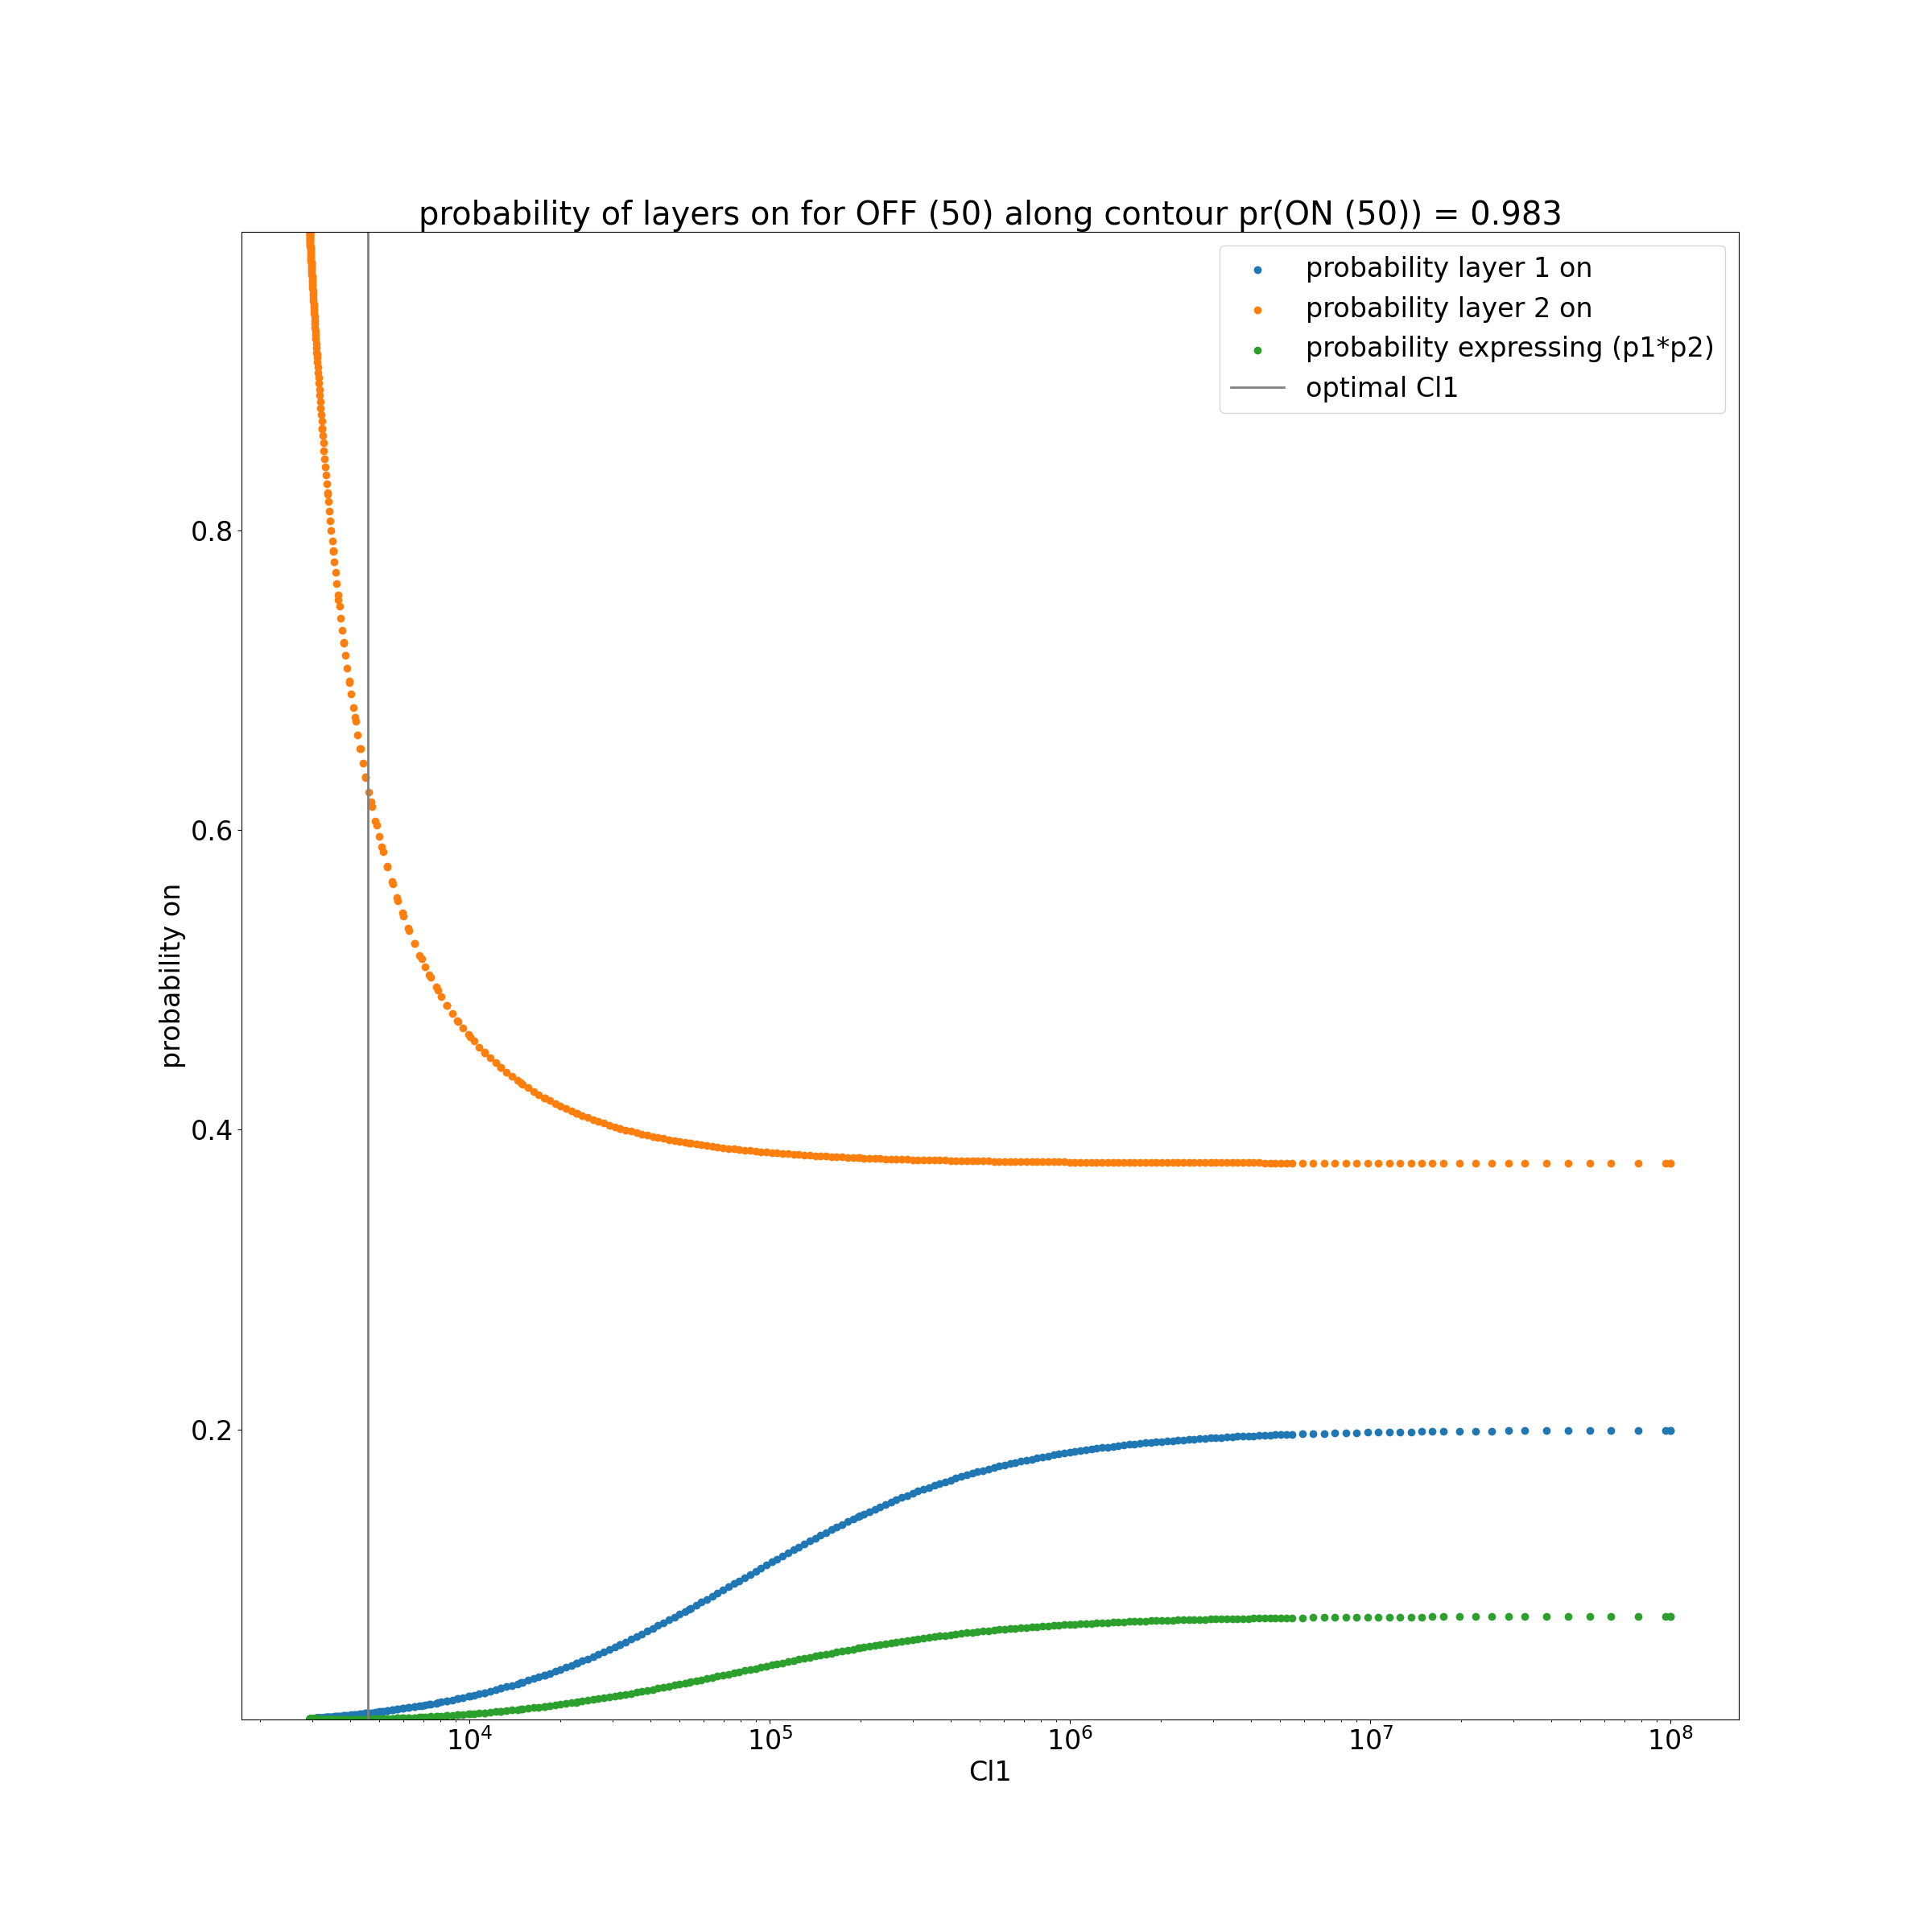 probability of layers on for OFF (50) along contour pr(ON (50)) = 0.983
probability layer 1 on
probability layer 2 on
probability expressing (p1*p2)
optimal Cl1
0.8
0.6
0.4
0.2
probability on
10⁴
10⁵
10⁶
10⁷
10⁸
Cl1